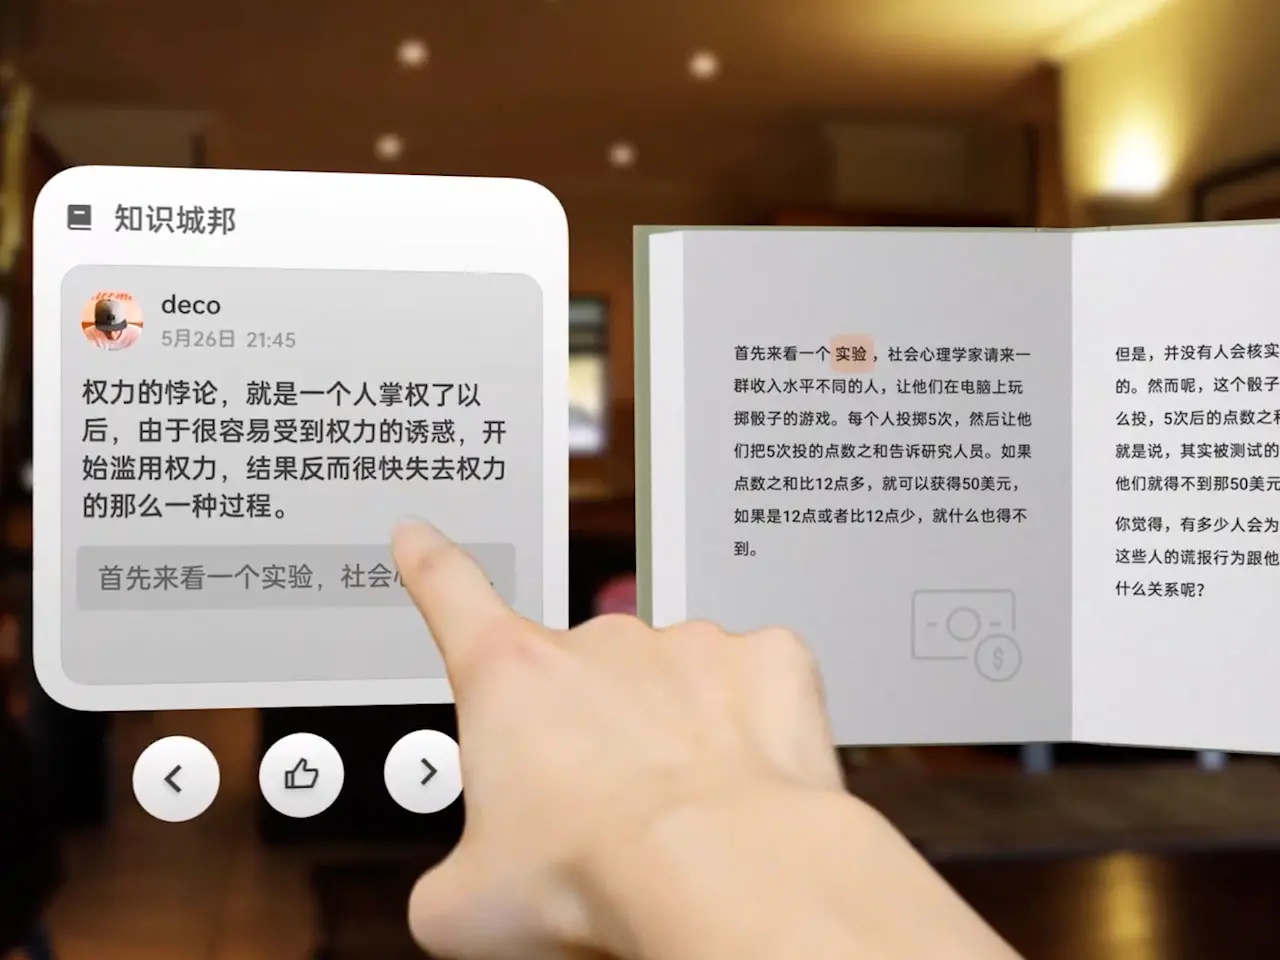 知识城邦
deco
5月26日 21:45
权力的悖论，就是一个人掌权了以
后，由于很容易受到权力的诱惑，开
始滥用权力，结果反而很快失去权力
的那么一种过程。
首先来看一个实验，社会心
首先来看一个 实验 ，社会心理学家请来一
群收入水平不同的人，让他们在电脑上玩
掷骰子的游戏。每个人投掷5次，然后让他
们把5次投的点数之和告诉研究人员。如果
点数之和比12点多，就可以获得50美元，
如果是12点或者比12点少，就什么也得不
到。
$
但是，并没有人会核实
的。然而呢，这个骰子
么投，5次后的点数之和
就是说，其实被测试的
他们就得不到那50美元
你觉得，有多少人会为
这些人的谎报行为跟他
什么关系呢？